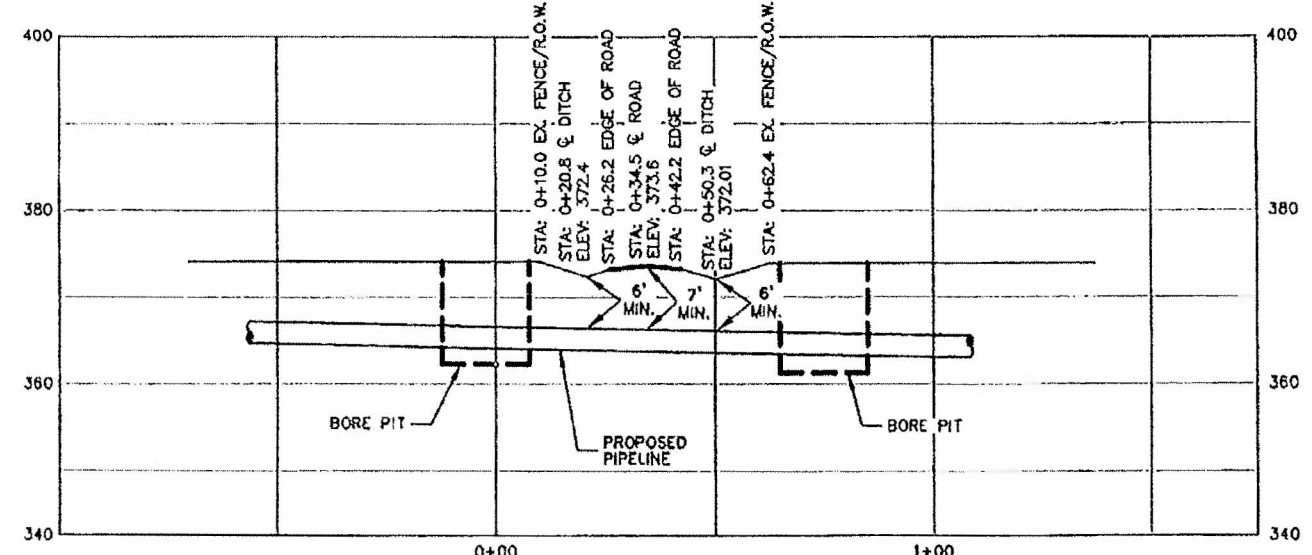 400
400
STA: 0+10.0 EX. FENCE/R.O.W.
STA: 0+20.8 ℄ DITCH
ELEV: 372.4
STA: 0+26.2 EDGE OF ROAD
STA: 0+34.5 ℄ ROAD
ELEV: 373.6
STA: 0+42.2 EDGE OF ROAD
STA: 0+50.3 ℄ DITCH
ELEV: 372.01
STA: 0+62.4 EX. FENCE/R.O.W.
380
380
6'
MIN.
7'
MIN.
6'
MIN.
360
360
BORE PIT
PROPOSED
PIPELINE
BORE PIT
340
340
0+00
1+00